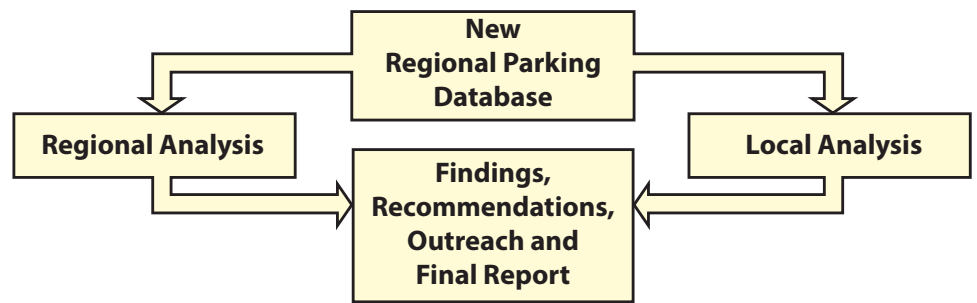 New
Regional Parking
Database
Regional Analysis
Local Analysis
Findings,
Recommendations,
Outreach and
Final Report